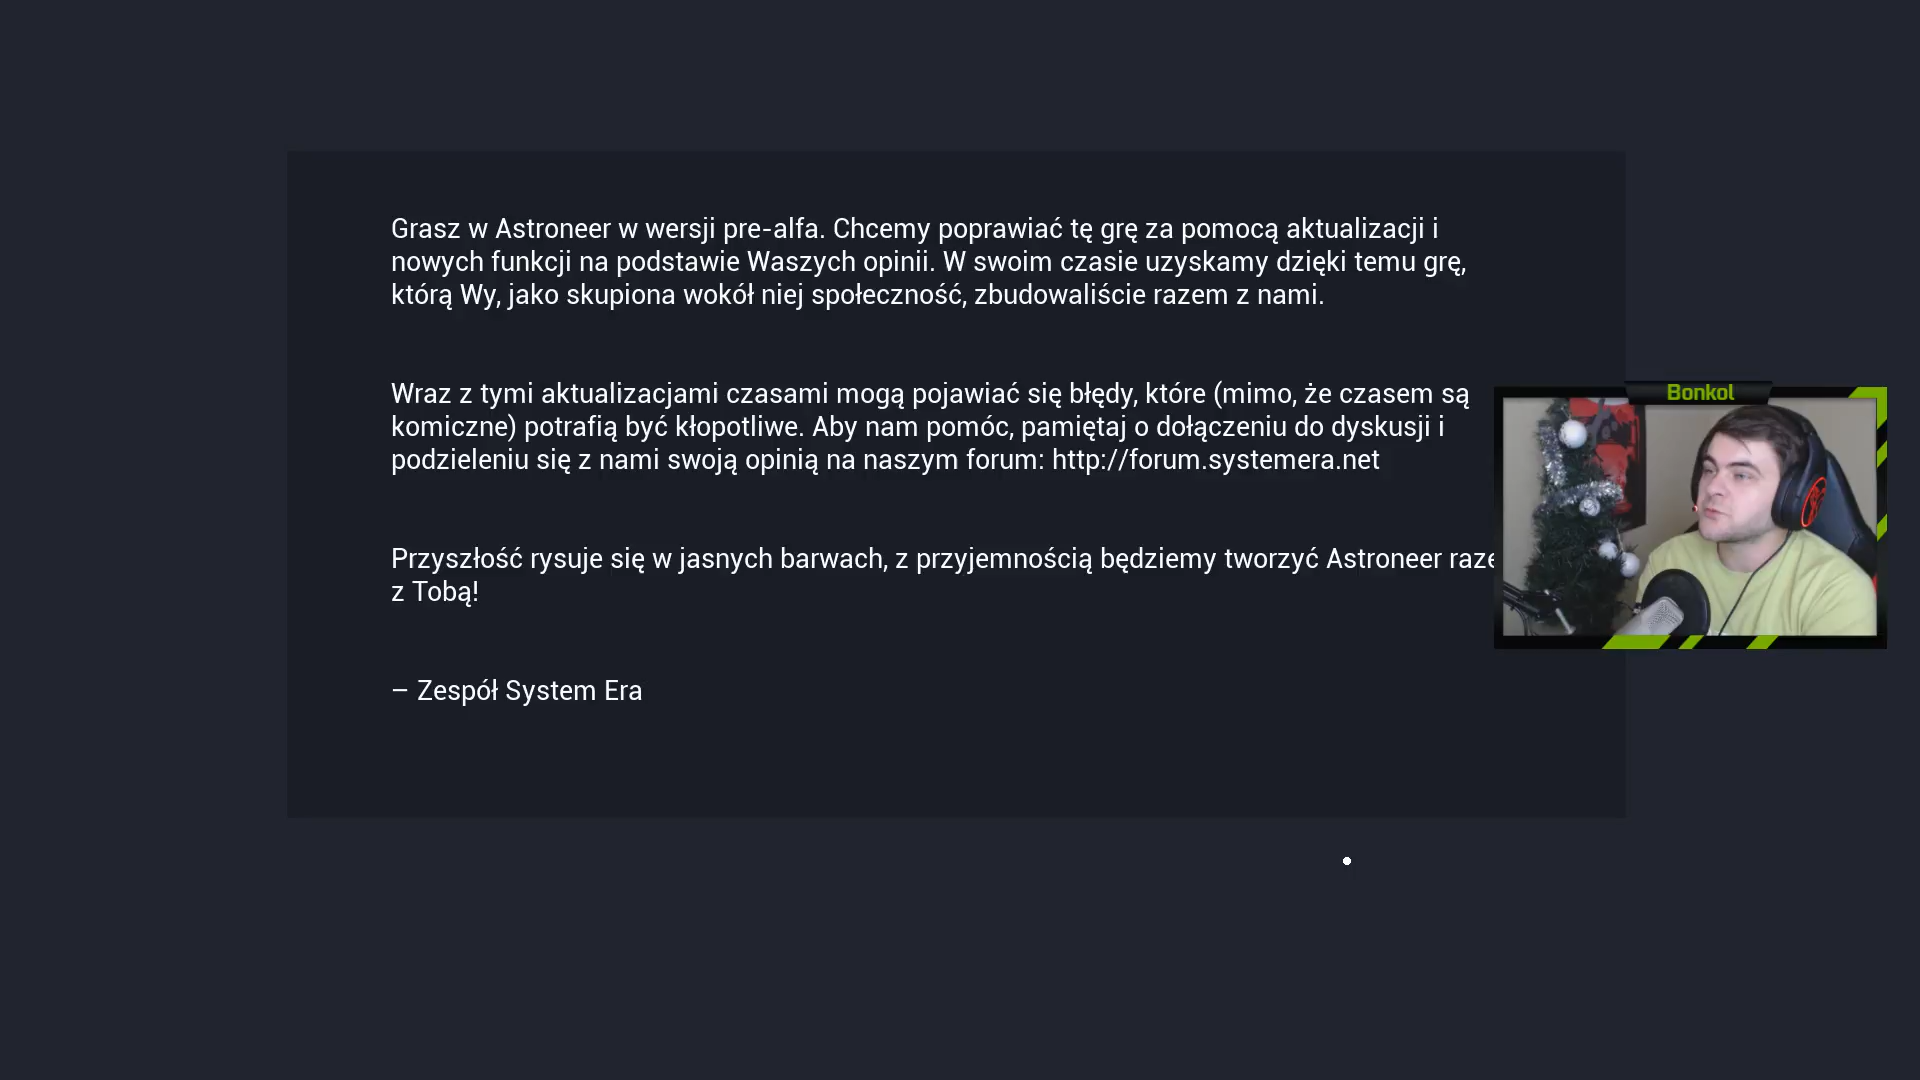 Grasz w Astroneer w wersji pre-alfa. Chcemy poprawiać tę grę za pomocą aktualizacji i
nowych funkcji na podstawie Waszych opinii. W swoim czasie uzyskamy dzięki temu grę,
którą Wy, jako skupiona wokół niej społeczność, zbudowaliście razem z nami.
Wraz z tymi aktualizacjami czasami mogą pojawiać się błędy, które (mimo, że czasem są
komiczne) potrafią być kłopotliwe. Aby nam pomóc, pamiętaj o dołączeniu do dyskusji i
podzieleniu się z nami swoją opinią na naszym forum: http://forum.systemera.net
Przyszłość rysuje się w jasnych barwach, z przyjemnością będziemy tworzyć Astroneer
z Tobą!
– Zespół System Era
Bonkol